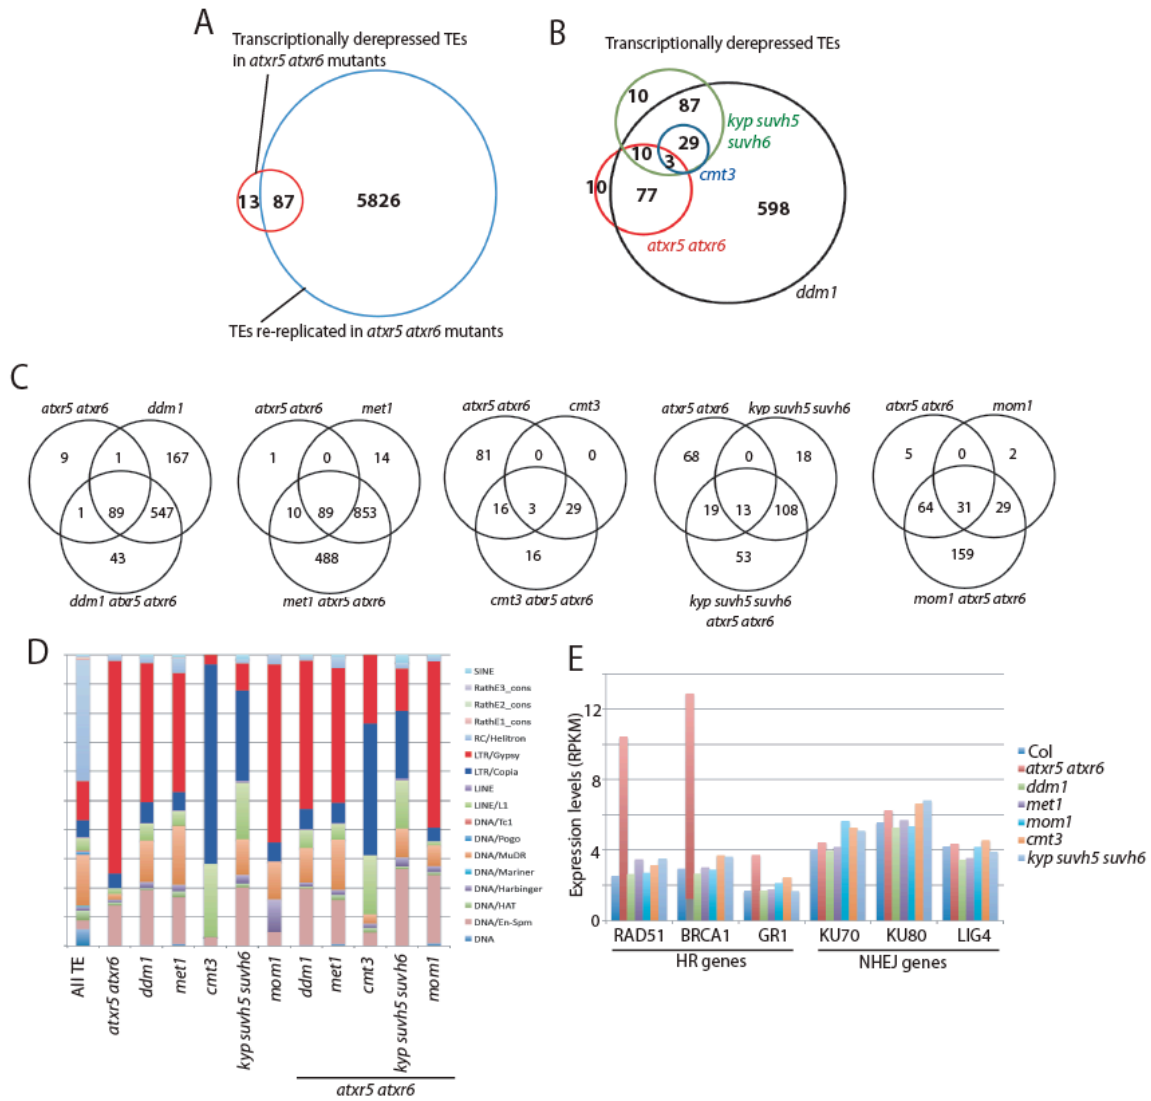 A
Transcriptionally derepressed TEs
in atxr5 atxr6 mutants
13
87
5826
TEs re-replicated in atxr5 atxr6 mutants
B
Transcriptionally derepressed TEs
10
87
kyp suvh5
suvh6
29
10
3
cmt3
10
77
598
atxr5 atxr6
ddm1
C
atxr5 atxr6
ddm1
9
1
167
1
89
547
43
ddm1 atxr5 atxr6
atxr5 atxr6
met1
1
0
14
10
89
853
488
met1 atxr5 atxr6
atxr5 atxr6
cmt3
81
0
0
16
3
29
16
cmt3 atxr5 atxr6
atxr5 atxr6
kyp suvh5 suvh6
68
0
18
19
13
108
53
kyp suvh5 suvh6
atxr5 atxr6
atxr5 atxr6
mom1
5
0
2
64
31
29
159
mom1 atxr5 atxr6
D
SINE
RathE3_cons
RathE2_cons
RathE1_cons
RC/Helitron
LTR/Gypsy
LTR/Copia
LINE
LINE/L1
DNA/Tc1
DNA/Pogo
DNA/MuDR
DNA/Mariner
DNA/Harbinger
DNA/HAT
DNA/En-Spm
DNA
All TE
atxr5 atxr6
ddm1
met1
cmt3
kyp suvh5 suvh6
mom1
ddm1
met1
cmt3
kyp suvh5 suvh6
mom1
atxr5 atxr6
E
Expression levels (RPKM)
12
8
4
0
RAD51
BRCA1
GR1
KU70
KU80
LIG4
HR genes
NHEJ genes
Col
atxr5 atxr6
ddm1
met1
mom1
cmt3
kyp suvh5 suvh6